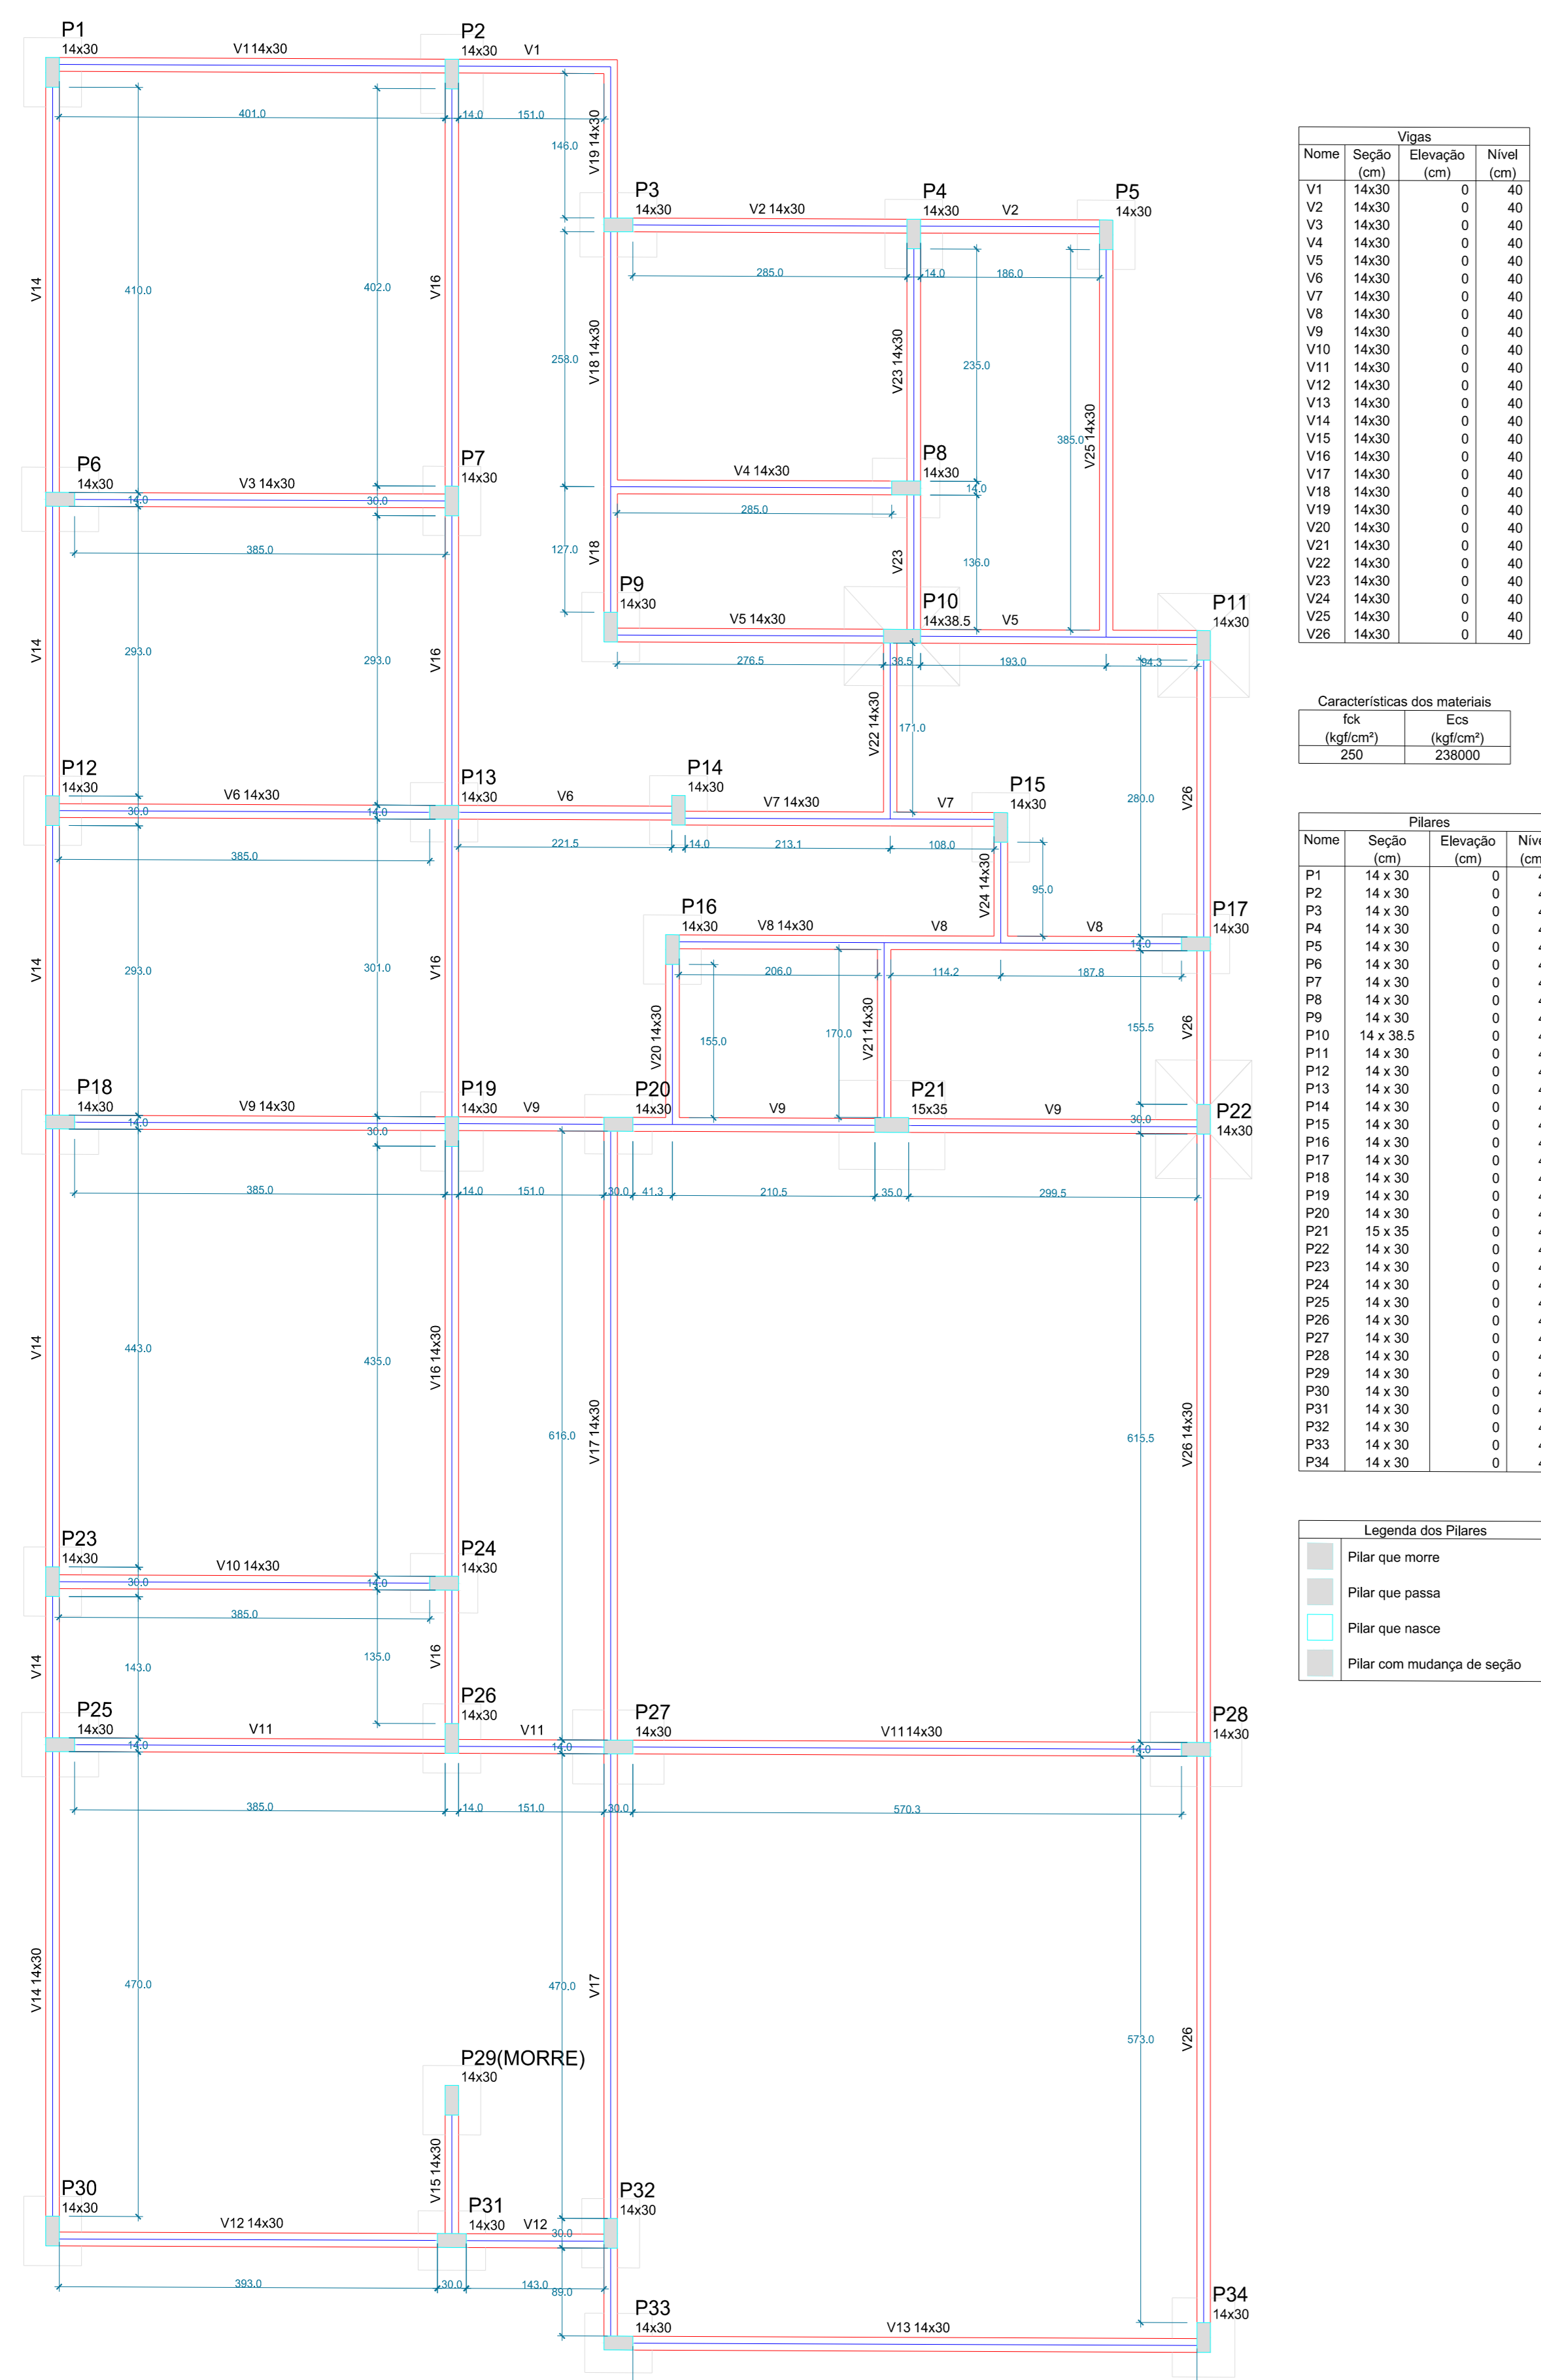 P1
14x30
V1 14x30
P2
14x30
V1
401.0
14.0
151.0
146.0
V19 14x30
P3
14x30
V2 14x30
P4
14x30
V2
P5
14x30
285.0
14.0
186.0
V14
410.0
402.0
V16
258.0
V18 14x30
V23 14x30
235.0
385.0
V25 14x30
P6
14x30
V3 14x30
P7
14x30
14.0
30.0
385.0
V4 14x30
P8
14x30
14.0
285.0
127.0
V18
V23
136.0
P9
14x30
V5 14x30
P10
14x38.5
V5
P11
14x30
276.5
38.5
193.0
94.3
V14
293.0
293.0
V16
V22 14x30
171.0
P12
14x30
V6 14x30
P13
14x30
V6
P14
14x30
V7 14x30
V7
P15
14x30
280.0
V26
30.0
14.0
385.0
221.5
14.0
213.1
108.0
V24 14x30
95.0
P16
14x30
V8 14x30
V8
V8
P17
14x30
14.0
206.0
114.2
187.8
V14
293.0
301.0
V16
V20 14x30
155.0
170.0
V21 14x30
155.5
V26
P18
14x30
V9 14x30
P19
14x30
V9
P20
14x30
V9
P21
15x35
V9
P22
14x30
14.0
30.0
30.0
385.0
14.0
151.0
30.0
41.3
210.5
35.0
299.5
V14
443.0
435.0
V16 14x30
616.0
V17 14x30
615.5
V26 14x30
P23
14x30
V10 14x30
P24
14x30
30.0
14.0
385.0
V14
143.0
135.0
V16
P25
14x30
V11
P26
14x30
V11
P27
14x30
V11 14x30
P28
14x30
14.0
14.0
14.0
385.0
14.0
151.0
30.0
570.3
V14 14x30
470.0
470.0
V17
573.0
V26
P29(MORRE)
14x30
V15 14x30
P30
14x30
V12 14x30
P31
14x30
V12
P32
14x30
30.0
393.0
30.0
143.0
89.0
P33
14x30
V13 14x30
P34
14x30
Vigas
Nome Seção Elevação Nível
(cm) (cm) (cm)
V1 14x30 0 40
V2 14x30 0 40
V3 14x30 0 40
V4 14x30 0 40
V5 14x30 0 40
V6 14x30 0 40
V7 14x30 0 40
V8 14x30 0 40
V9 14x30 0 40
V10 14x30 0 40
V11 14x30 0 40
V12 14x30 0 40
V13 14x30 0 40
V14 14x30 0 40
V15 14x30 0 40
V16 14x30 0 40
V17 14x30 0 40
V18 14x30 0 40
V19 14x30 0 40
V20 14x30 0 40
V21 14x30 0 40
V22 14x30 0 40
V23 14x30 0 40
V24 14x30 0 40
V25 14x30 0 40
V26 14x30 0 40
Características dos materiais
fck Ecs
(kgf/cm²) (kgf/cm²)
250 238000
Pilares
Nome Seção Elevação
(cm) (cm)
P1 14 x 30 0
P2 14 x 30 0
P3 14 x 30 0
P4 14 x 30 0
P5 14 x 30 0
P6 14 x 30 0
P7 14 x 30 0
P8 14 x 30 0
P9 14 x 30 0
P10 14 x 38.5 0
P11 14 x 30 0
P12 14 x 30 0
P13 14 x 30 0
P14 14 x 30 0
P15 14 x 30 0
P16 14 x 30 0
P17 14 x 30 0
P18 14 x 30 0
P19 14 x 30 0
P20 14 x 30 0
P21 15 x 35 0
P22 14 x 30 0
P23 14 x 30 0
P24 14 x 30 0
P25 14 x 30 0
P26 14 x 30 0
P27 14 x 30 0
P28 14 x 30 0
P29 14 x 30 0
P30 14 x 30 0
P31 14 x 30 0
P32 14 x 30 0
P33 14 x 30 0
P34 14 x 30 0
Legenda dos Pilares
Pilar que morre
Pilar que passa
Pilar que nasce
Pilar com mudança de seção